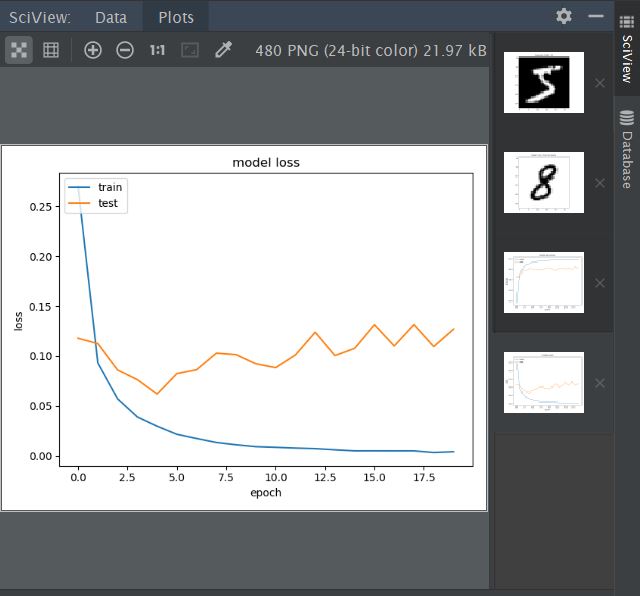 SciView: Data Plots
1:1 480 PNG (24-bit color) 21.97 kB
SciView
Database
model loss
train
test
0.25
0.20
0.15
0.10
0.05
0.00
loss
0.0 2.5 5.0 7.5 10.0 12.5 15.0 17.5
epoch